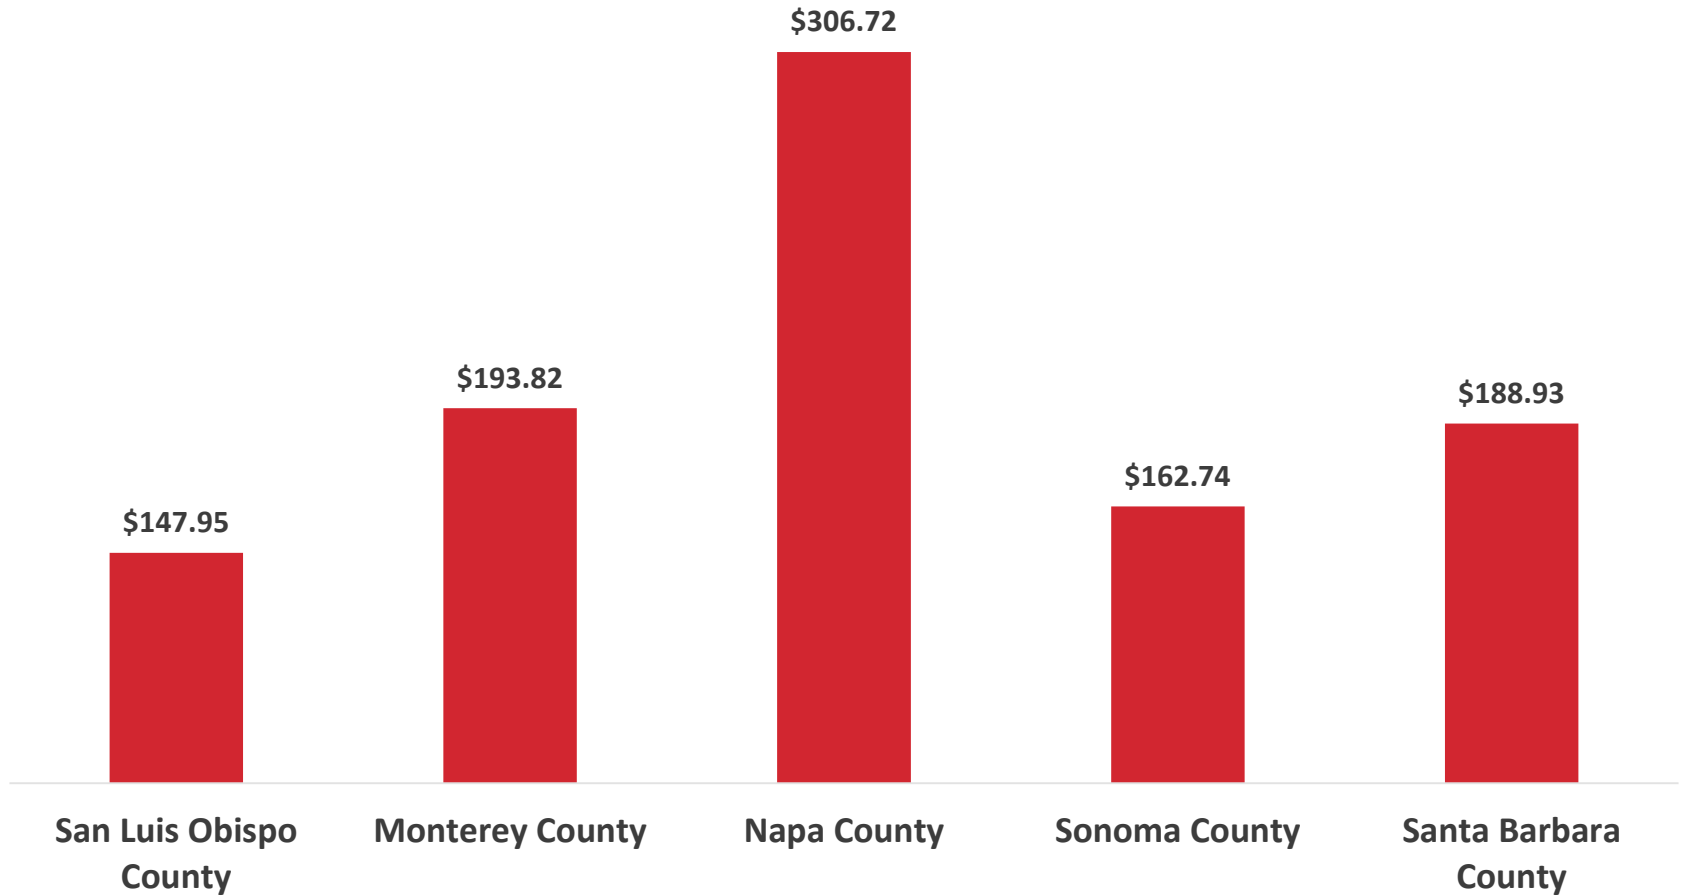 $306.72
$193.82
$188.93
$162.74
$147.95
San Luis Obispo
County
Monterey County
Napa County
Sonoma County
Santa Barbara
County